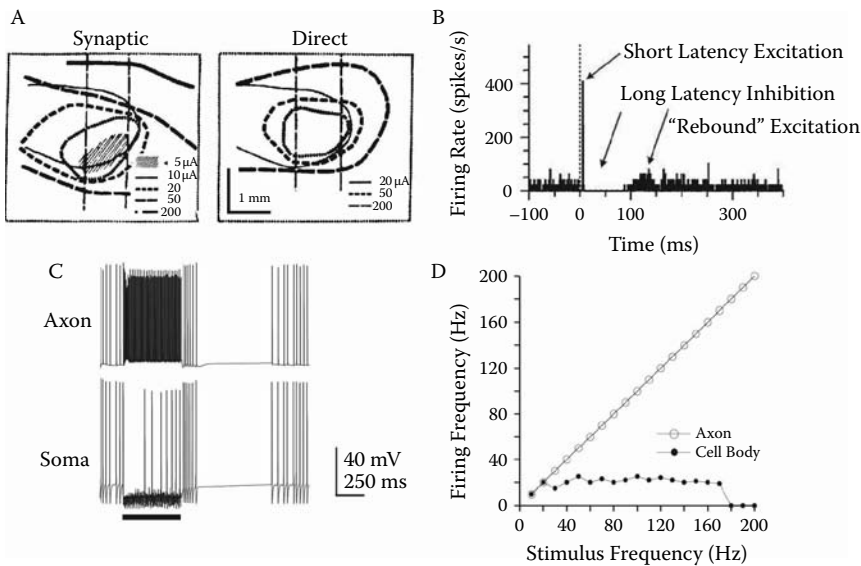 A
Synaptic
Direct
5 µA
10 µA
20
50
200
1 mm
20 µA
50
200
B
Firing Rate (spikes/s)
400
200
0
Short Latency Excitation
Long Latency Inhibition
“Rebound” Excitation
−100 0 100 300
Time (ms)
C
Axon
Soma
40 mV
250 ms
D
Firing Frequency (Hz)
200
160
120
80
40
0
Axon
Cell Body
0 40 80 120 160 200
Stimulus Frequency (Hz)